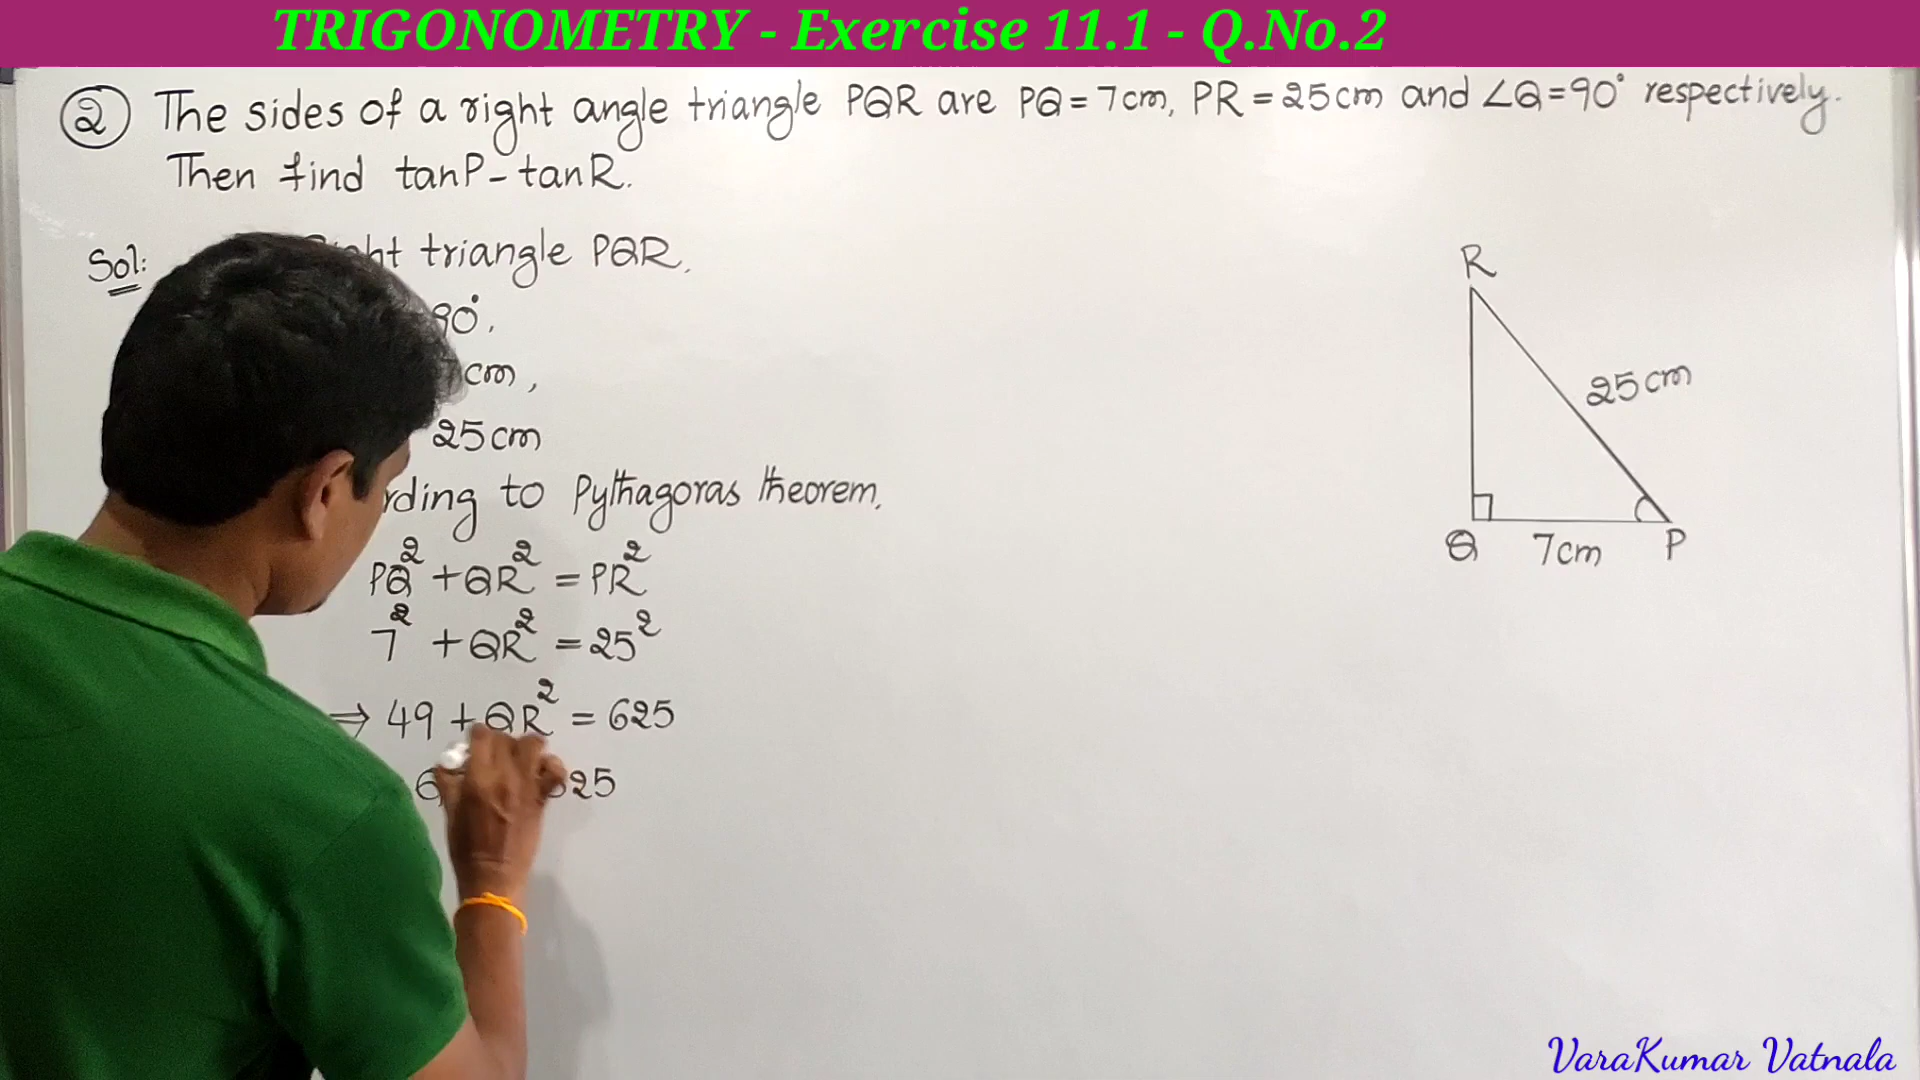 TRIGONOMETRY - Exercise 11.1 - Q.No.2
② The sides of a right angle triangle PQR are PQ = 7cm, PR = 25cm and ∠Q = 90° respectively.
Then find tanP - tanR.
Sol: triangle PQR.
90°.
cm,
25cm
to Pythagoras theorem.
PQ² + QR² = PR²
7² + QR² = 25²
⇒ 49 + QR² = 625
R
25cm
Q 7cm P
VaraKumar Vatnala